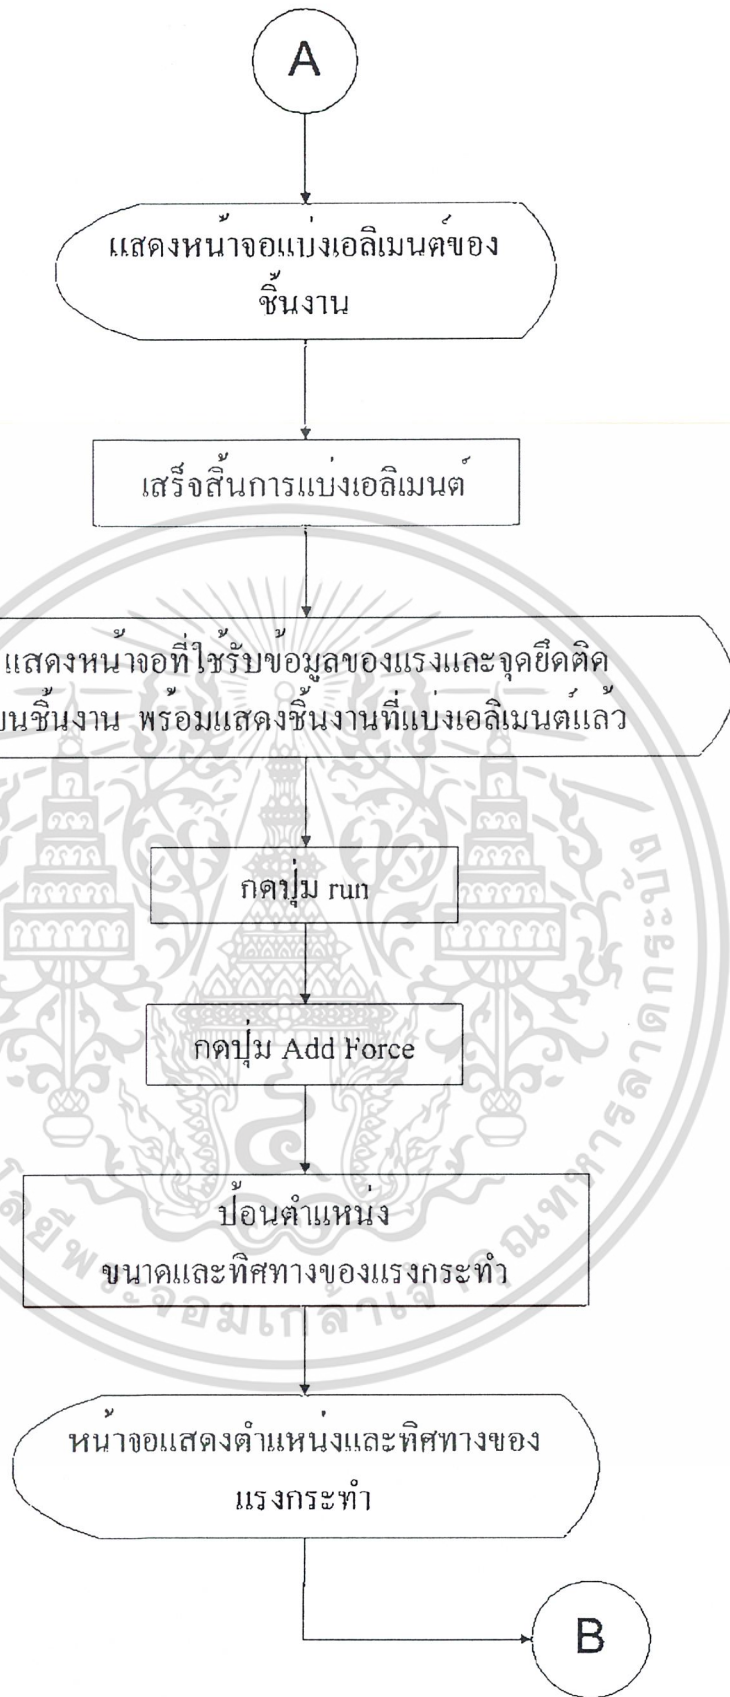 A
แสดงหน้าจอแบ่งเอลิเมนต์ของ
ชิ้นงาน
เสร็จสิ้นการแบ่งเอลิเมนต์
แสดงหน้าจอที่ใช้รับข้อมูลของแรงและจุดยึดติด
บนชิ้นงาน พร้อมแสดงชิ้นงานที่แบ่งเอลิเมนต์แล้ว
กดปุ่ม run
กดปุ่ม Add Force
ป้อนตำแหน่ง
ขนาดและทิศทางของแรงกระทำ
หน้าจอแสดงตำแหน่งและทิศทางของ
แรงกระทำ
B